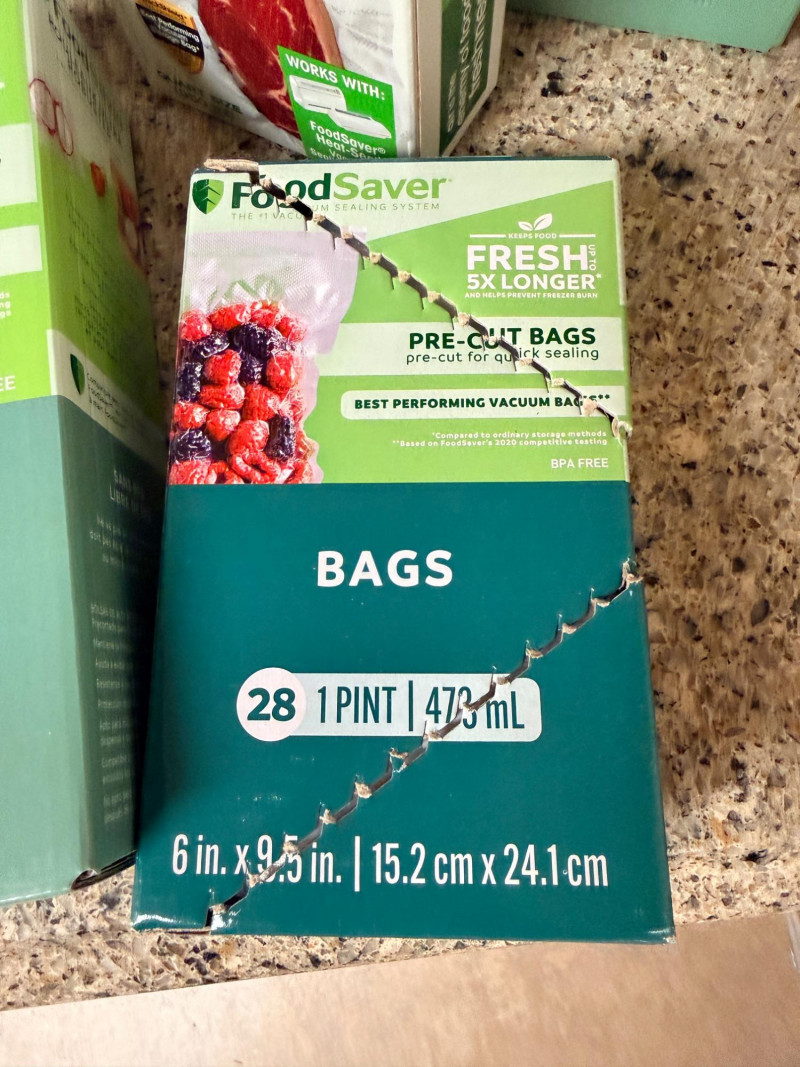 WORKS WITH:
FoodSaver®
Heat-Seal
FoodSaver®
THE #1 VACUUM SEALING SYSTEM
KEEPS FOOD
FRESH UP TO
5X LONGER*
AND HELPS PREVENT FREEZER BURN
PRE-CUT BAGS
pre-cut for quick sealing
BEST PERFORMING VACUUM BAGS**
*Compared to ordinary storage methods
**Based on FoodSaver's 2020 competitive testing
BPA FREE
BAGS
28 1 PINT | 473 mL
6 in. x 9.5 in. | 15.2 cm x 24.1 cm